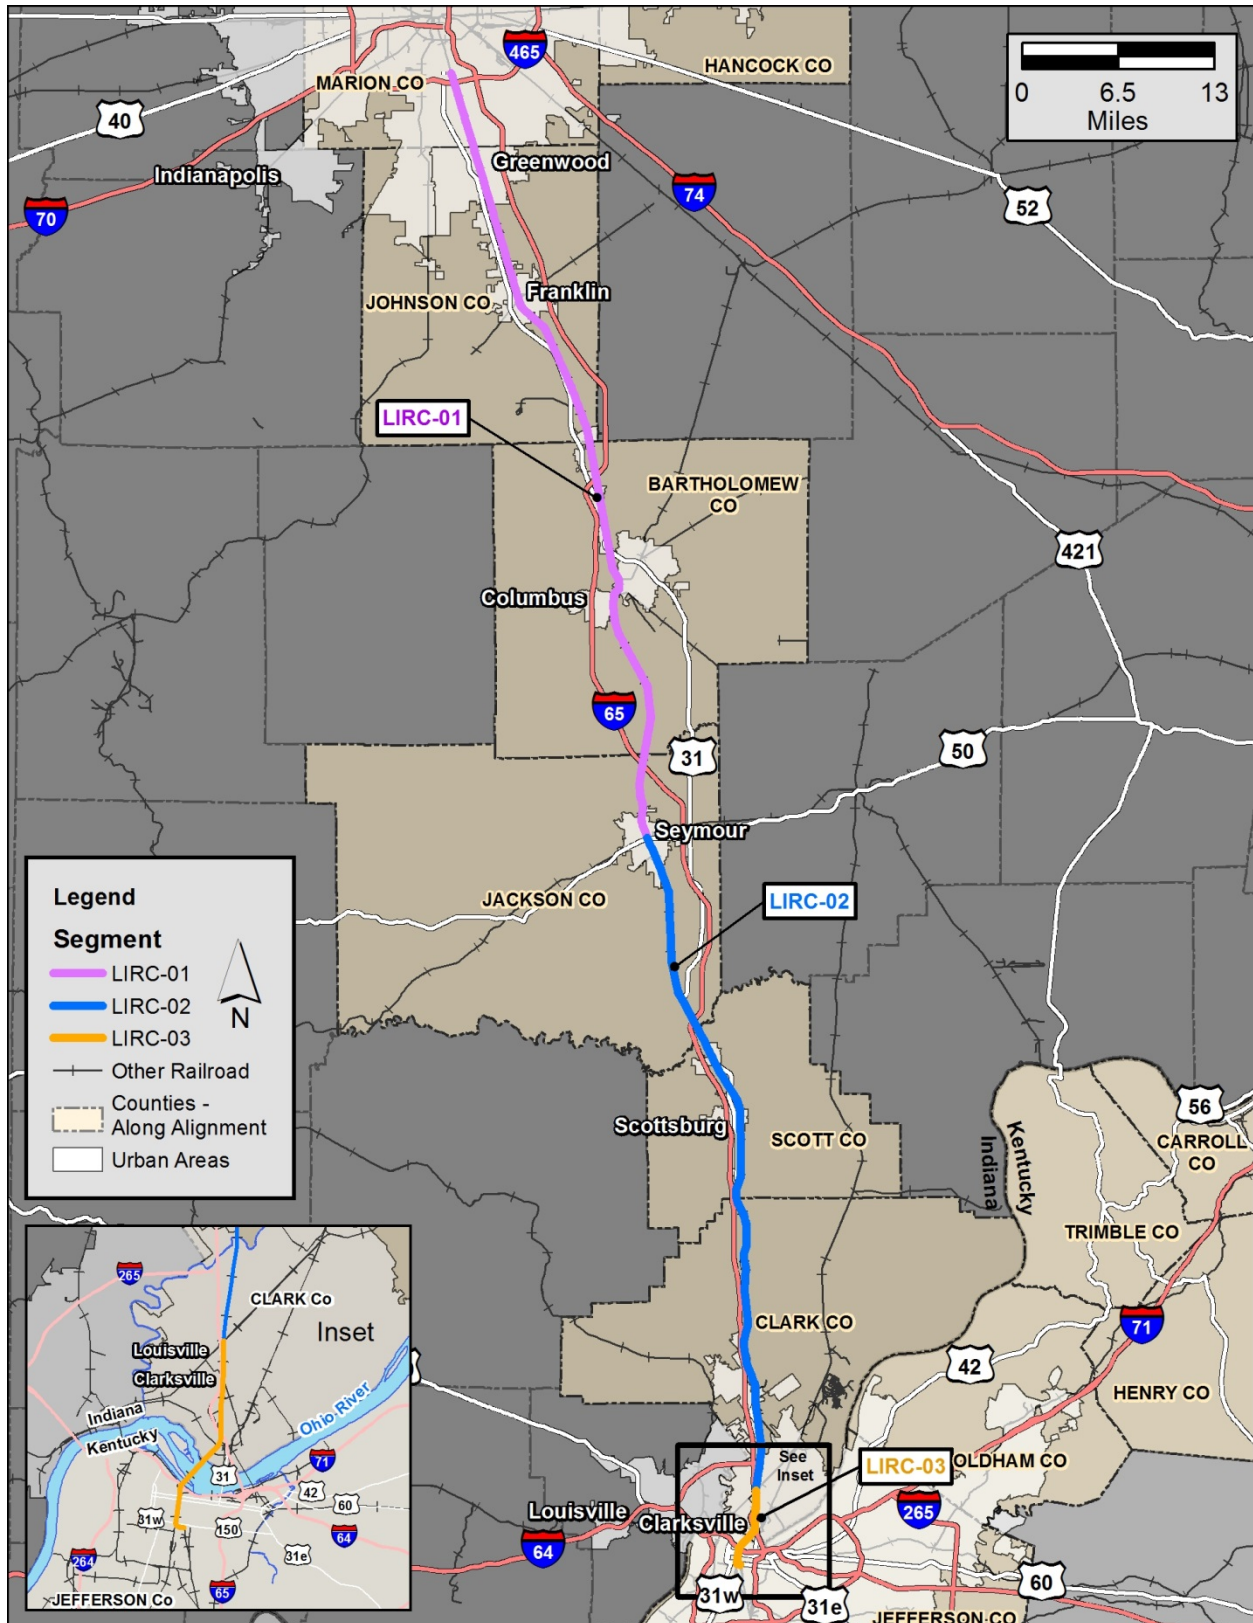 465
HANCOCK CO
MARION CO
0 6.5 13
Miles
40
Greenwood
Indianapolis
70
74
52
Franklin
JOHNSON CO
LIRC-01
BARTHOLOMEW
CO
421
Columbus
65
31
50
Seymour
JACKSON CO
LIRC-02
Legend
Segment
LIRC-01
LIRC-02
LIRC-03
Other Railroad
Counties -
Along Alignment
Urban Areas
N
Scottsburg
SCOTT CO
Indiana
Kentucky
56
CARROLL
CO
TRIMBLE CO
CLARK CO
71
42
HENRY CO
See
Inset
LIRC-03
OLDHAM CO
Louisville
Clarksville
265
64
60
31w
31e
JEFFERSON CO
265
CLARK Co
Inset
Louisville
Clarksville
Indiana
Kentucky
Ohio River
31
71
42
60
31w
150
64
31e
264
65
JEFFERSON Co